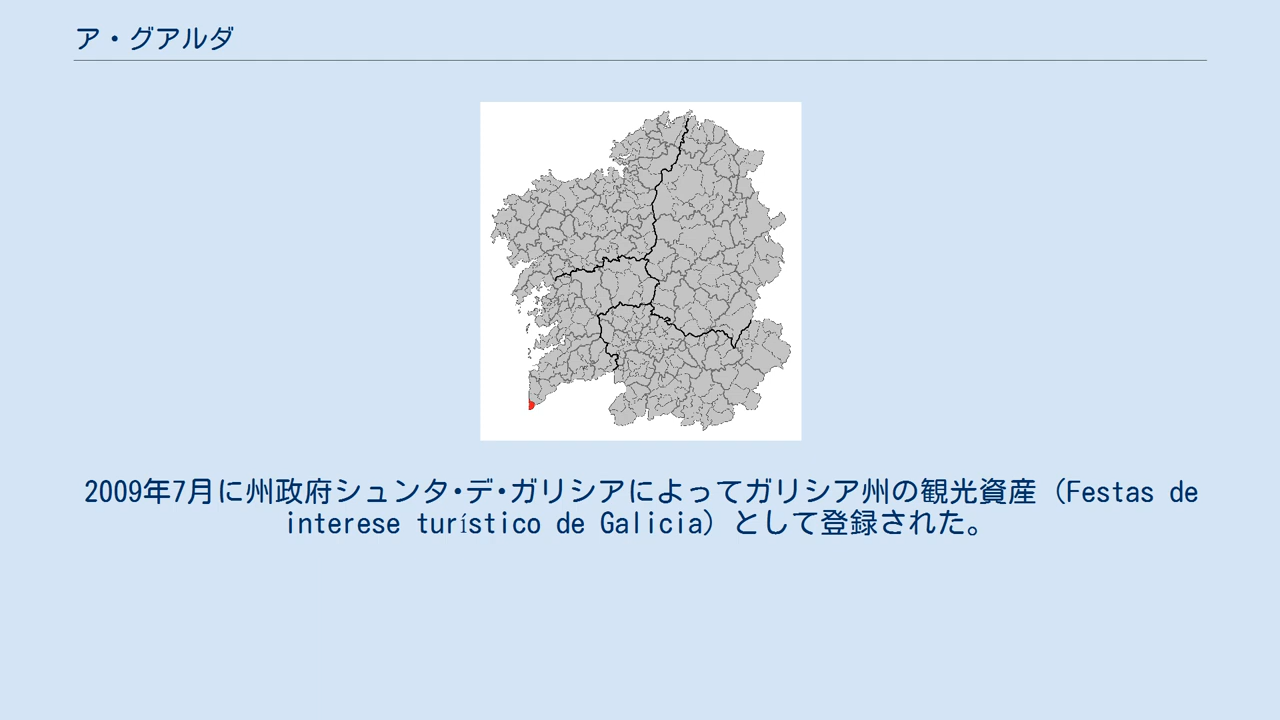 ア・グアルダ
2009年7月に州政府シュンタ・デ・ガリシアによってガリシア州の観光資産 (Festas de
interese turístico de Galicia) として登録された。